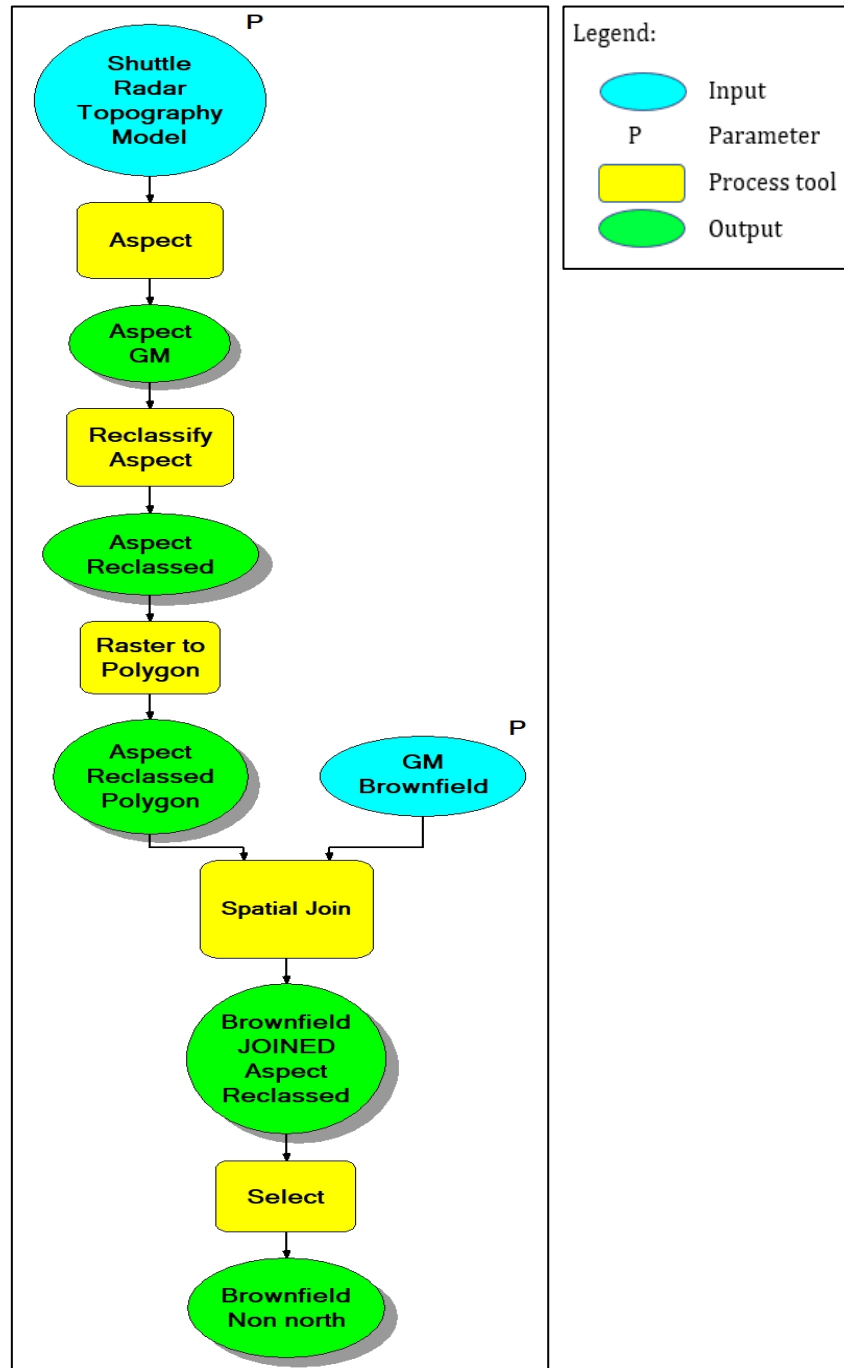 P
Shuttle
Radar
Topography
Model
Aspect
Aspect
GM
Reclassify
Aspect
Aspect
Reclassed
Raster to
Polygon
Aspect
Reclassed
Polygon
P
GM
Brownfield
Spatial Join
Brownfield
JOINED
Aspect
Reclassed
Select
Brownfield
Non north
Legend:
Input
P Parameter
Process tool
Output